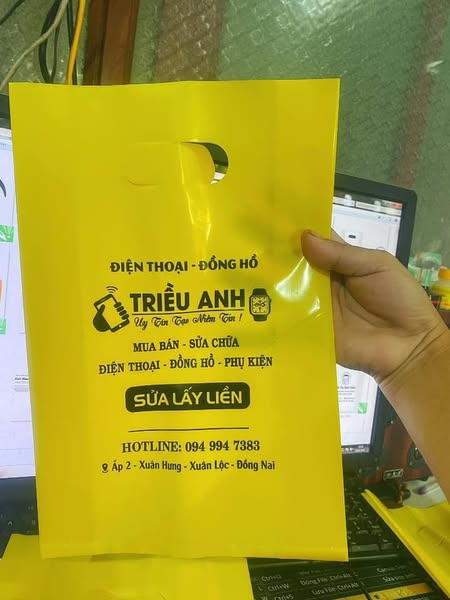 ĐIỆN THOẠI - ĐỒNG HỒ
TRIỀU ANH
Uy Tín Tạo Niềm Tin !
MUA BÁN - SỬA CHỮA
ĐIỆN THOẠI - ĐỒNG HỒ - PHỤ KIỆN
SỬA LẤY LIỀN
HOTLINE: 094 994 7383
Ấp 2 - Xuân Hưng - Xuân Lộc - Đồng Nai